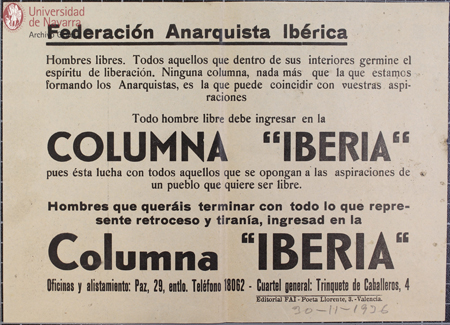 Universidad
de Navarra
Federación Anarquista Ibérica
Hombres libres. Todos aquellos que dentro de sus interiores germine el
espíritu de liberación. Ninguna columna, nada más que la que estamos
formando los Anarquistas, es la que puede coincidir con vuestras aspi-
raciones
Todo hombre libre debe ingresar en la
COLUMNA "IBERIA"
pues ésta lucha con todos aquellos que se opongan a las aspiraciones de
un pueblo que quiere ser libre.
Hombres que queráis terminar con todo lo que repre-
sente retroceso y tiranía, ingresad en la
Columna "IBERIA"
Oficinas y alistamiento: Paz, 29, entlo. Teléfono 18062 - Cuartel general: Trinquete de Caballeros, 4
Editorial FAI - Poeta Llorente, 3.-Valencia.
30-11-1936